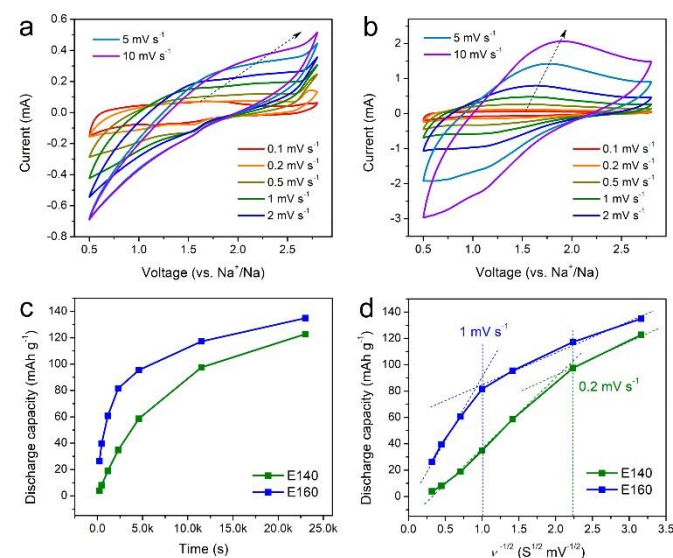 a
5 mV s⁻¹
10 mV s⁻¹
0.1 mV s⁻¹
0.2 mV s⁻¹
0.5 mV s⁻¹
1 mV s⁻¹
2 mV s⁻¹
Current (mA)
0.6
0.4
0.2
0.0
-0.2
-0.4
-0.6
-0.8
0.5 1.0 1.5 2.0 2.5
Voltage (vs. Na⁺/Na)
b
5 mV s⁻¹
10 mV s⁻¹
0.1 mV s⁻¹
0.2 mV s⁻¹
0.5 mV s⁻¹
1 mV s⁻¹
2 mV s⁻¹
Current (mA)
2
1
0
-1
-2
-3
0.5 1.0 1.5 2.0 2.5
Voltage (vs. Na⁺/Na)
c
Discharge capacity (mAh g⁻¹)
140
120
100
80
60
40
20
0
E140
E160
0.0 5.0k 10.0k 15.0k 20.0k 25.0k
Time (s)
d
Discharge capacity (mAh g⁻¹)
140
120
100
80
60
40
20
0
1 mV s⁻¹
0.2 mV s⁻¹
E140
E160
0.0 0.5 1.0 1.5 2.0 2.5 3.0 3.5
ν⁻¹/² (S¹/² mV⁻¹/²)